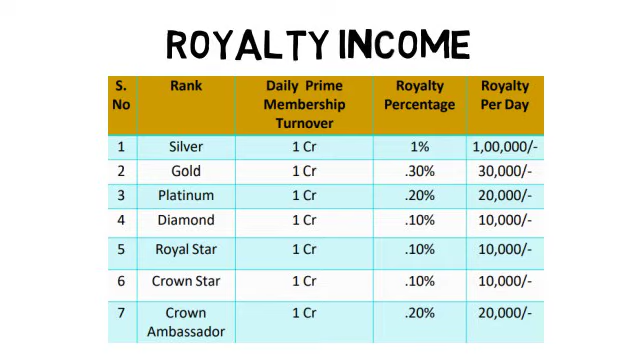 ROYALTY INCOME
S. No Rank Daily Prime Membership Turnover Royalty Percentage Royalty Per Day
1 Silver 1 Cr 1% 1,00,000/-
2 Gold 1 Cr .30% 30,000/-
3 Platinum 1 Cr .20% 20,000/-
4 Diamond 1 Cr .10% 10,000/-
5 Royal Star 1 Cr .10% 10,000/-
6 Crown Star 1 Cr .10% 10,000/-
7 Crown Ambassador 1 Cr .20% 20,000/-